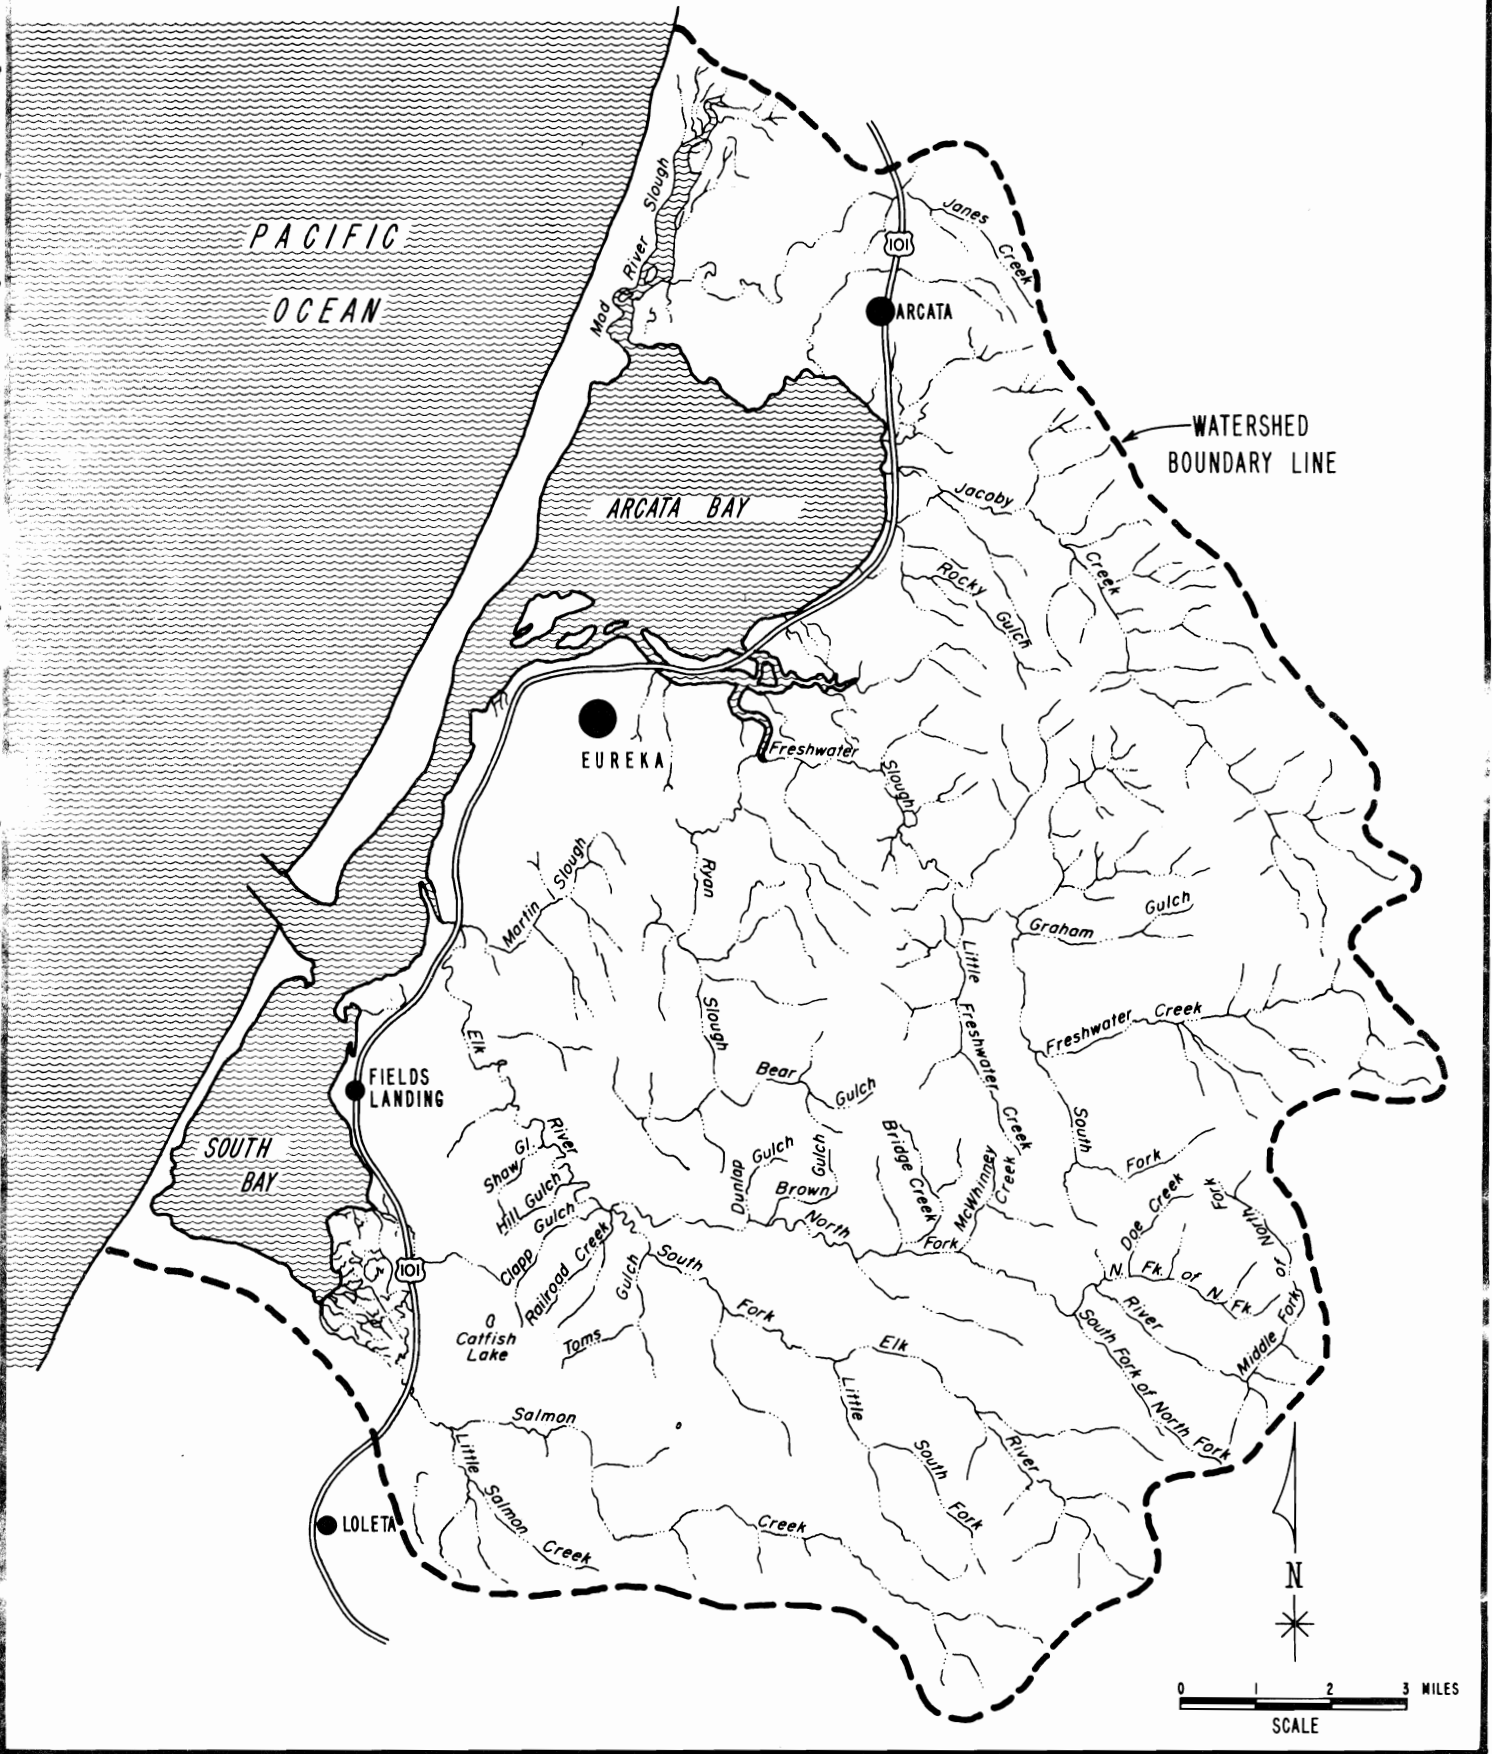 PACIFIC
OCEAN
Mad River Slough
Janes Creek
101
ARCATA
WATERSHED
BOUNDARY LINE
ARCATA BAY
Jacoby Creek
Rocky Gulch
EUREKA
Freshwater Slough
Martin Slough
Ryan Slough
Graham Gulch
Little Freshwater Creek
Freshwater Creek
Elk River
FIELDS
LANDING
SOUTH
BAY
Bear Gulch
Shaw Gl.
Hill Gulch
Clapp Gulch
Railroad Creek
Toms Gulch
Dunlap Gulch
Brown Gulch
Bridge Creek
McWhinney Creek
South Fork
North Fork
Doe Creek
N. Fk. of N. Fk.
North Fork of
Middle Fork
River
South Fork of North Fork
101
Catfish
Lake
South Fork Elk River
Little South Fork
Salmon Creek
Little Salmon Creek
LOLETA
N
0 1 2 3 MILES
SCALE